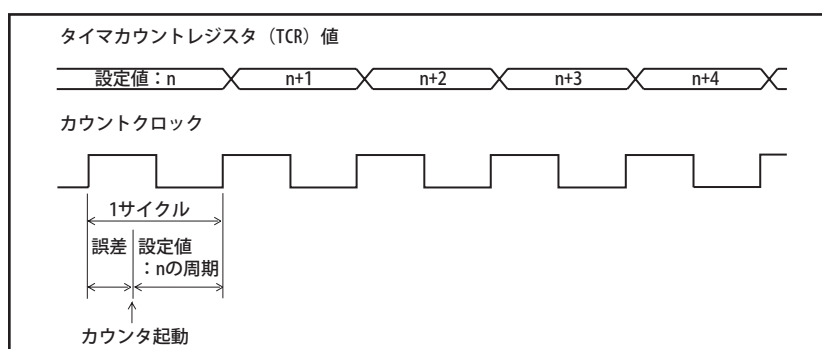 タイマカウントレジスタ（TCR）値
設定値：n n+1 n+2 n+3 n+4
カウントクロック
1サイクル
誤差 設定値
：nの周期
カウンタ起動